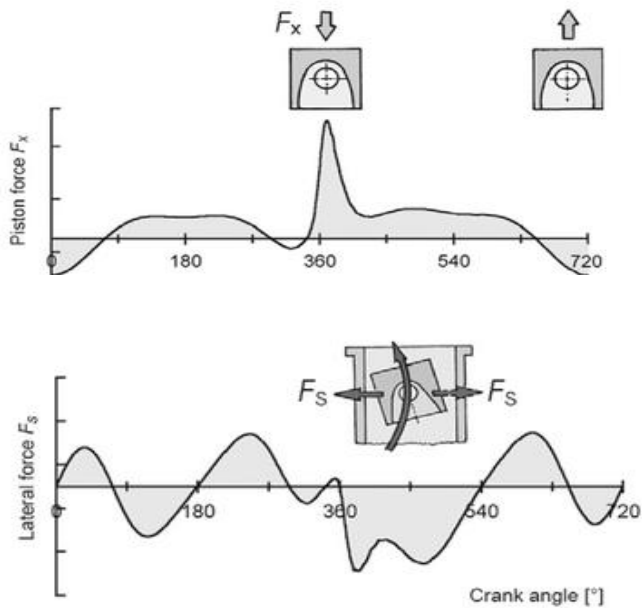 Fx
Piston force Fx
0
180
360
540
720
FS
FS
Lateral force Fs
0
180
360
540
720
Crank angle [°]